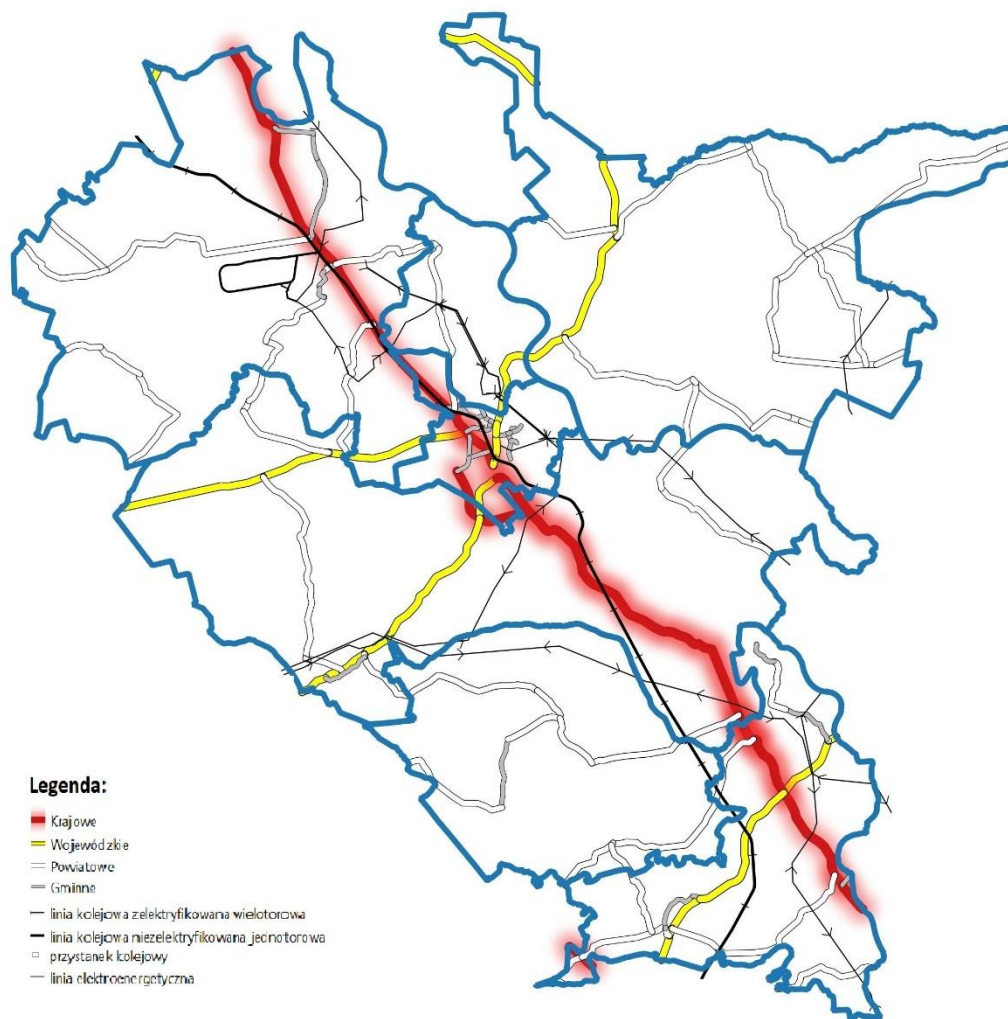 Legenda:
Krajowe
Wojewódzkie
Powiatowe
Gminne
linia kolejowa zelektryfikowana wielotorowa
linia kolejowa niezelektryfikowana jednotorowa
przystanek kolejowy
linia elektroenergetyczna